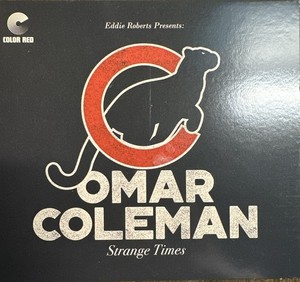 Eddie Roberts Presents:
COLOR RED
OMAR
COLEMAN
Strange Times